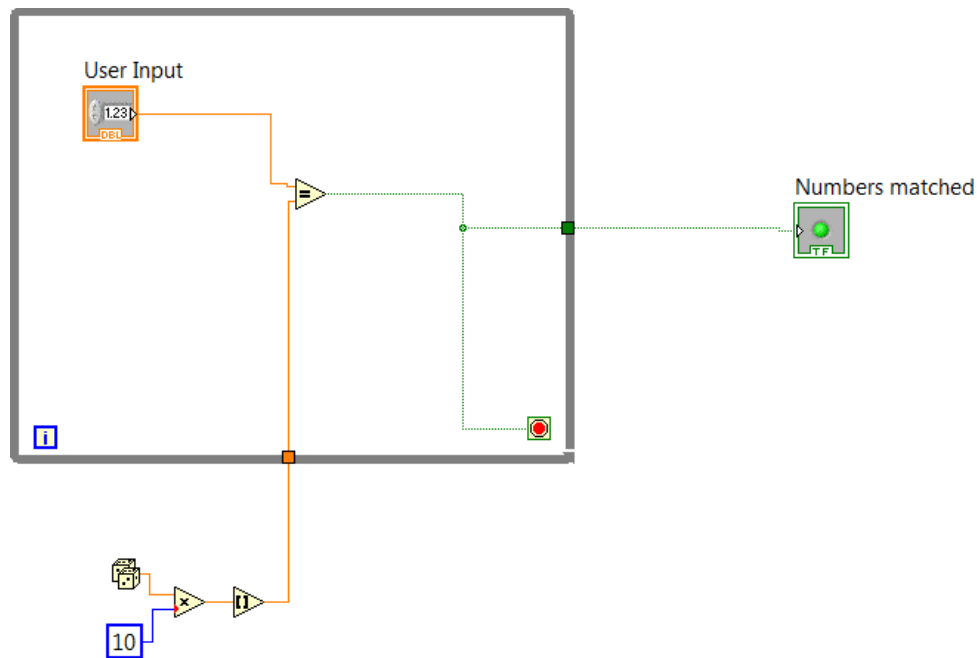 User Input
1.23
DBL
=
Numbers matched
TF
i
x
[]
10